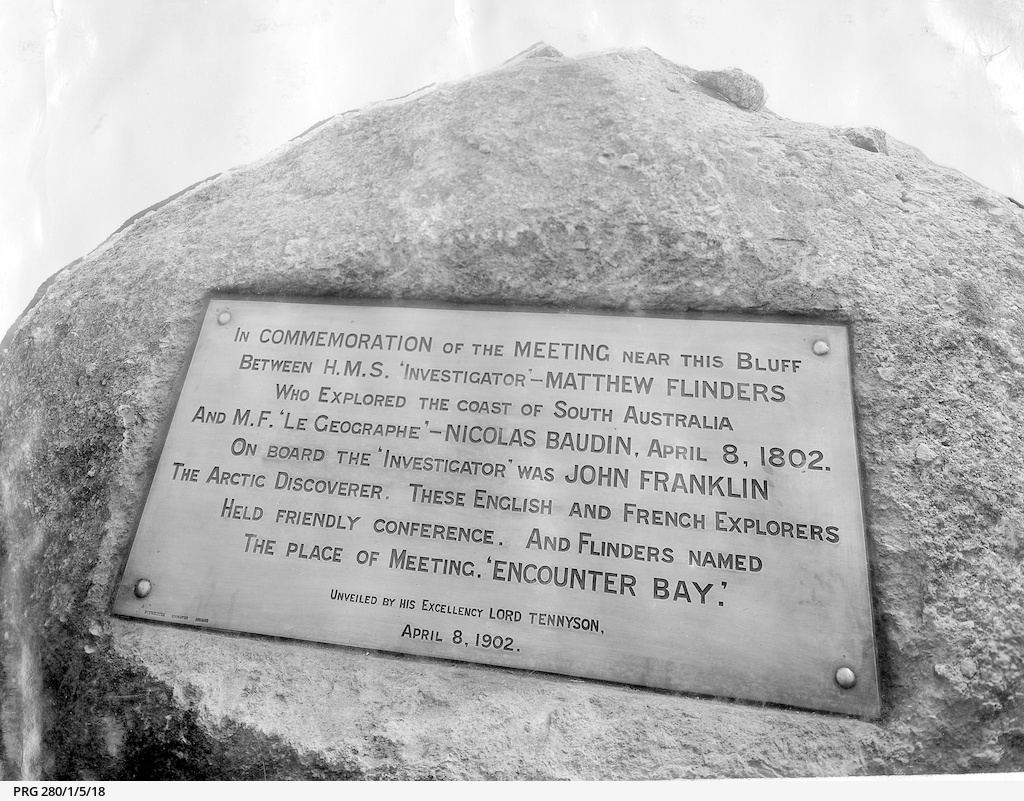 In COMMEMORATION OF THE MEETING NEAR THIS BLUFF
BETWEEN H.M.S. 'INVESTIGATOR'–MATTHEW FLINDERS
WHO EXPLORED THE COAST OF SOUTH AUSTRALIA
AND M.F. 'LE GEOGRAPHE'–NICOLAS BAUDIN, APRIL 8, 1802.
ON BOARD THE 'INVESTIGATOR' WAS JOHN FRANKLIN
THE ARCTIC DISCOVERER. THESE ENGLISH AND FRENCH EXPLORERS
HELD FRIENDLY CONFERENCE. AND FLINDERS NAMED
THE PLACE OF MEETING. 'ENCOUNTER BAY.'
UNVEILED BY HIS EXCELLENCY LORD TENNYSON,
APRIL 8, 1902.
PRG 280/1/5/18